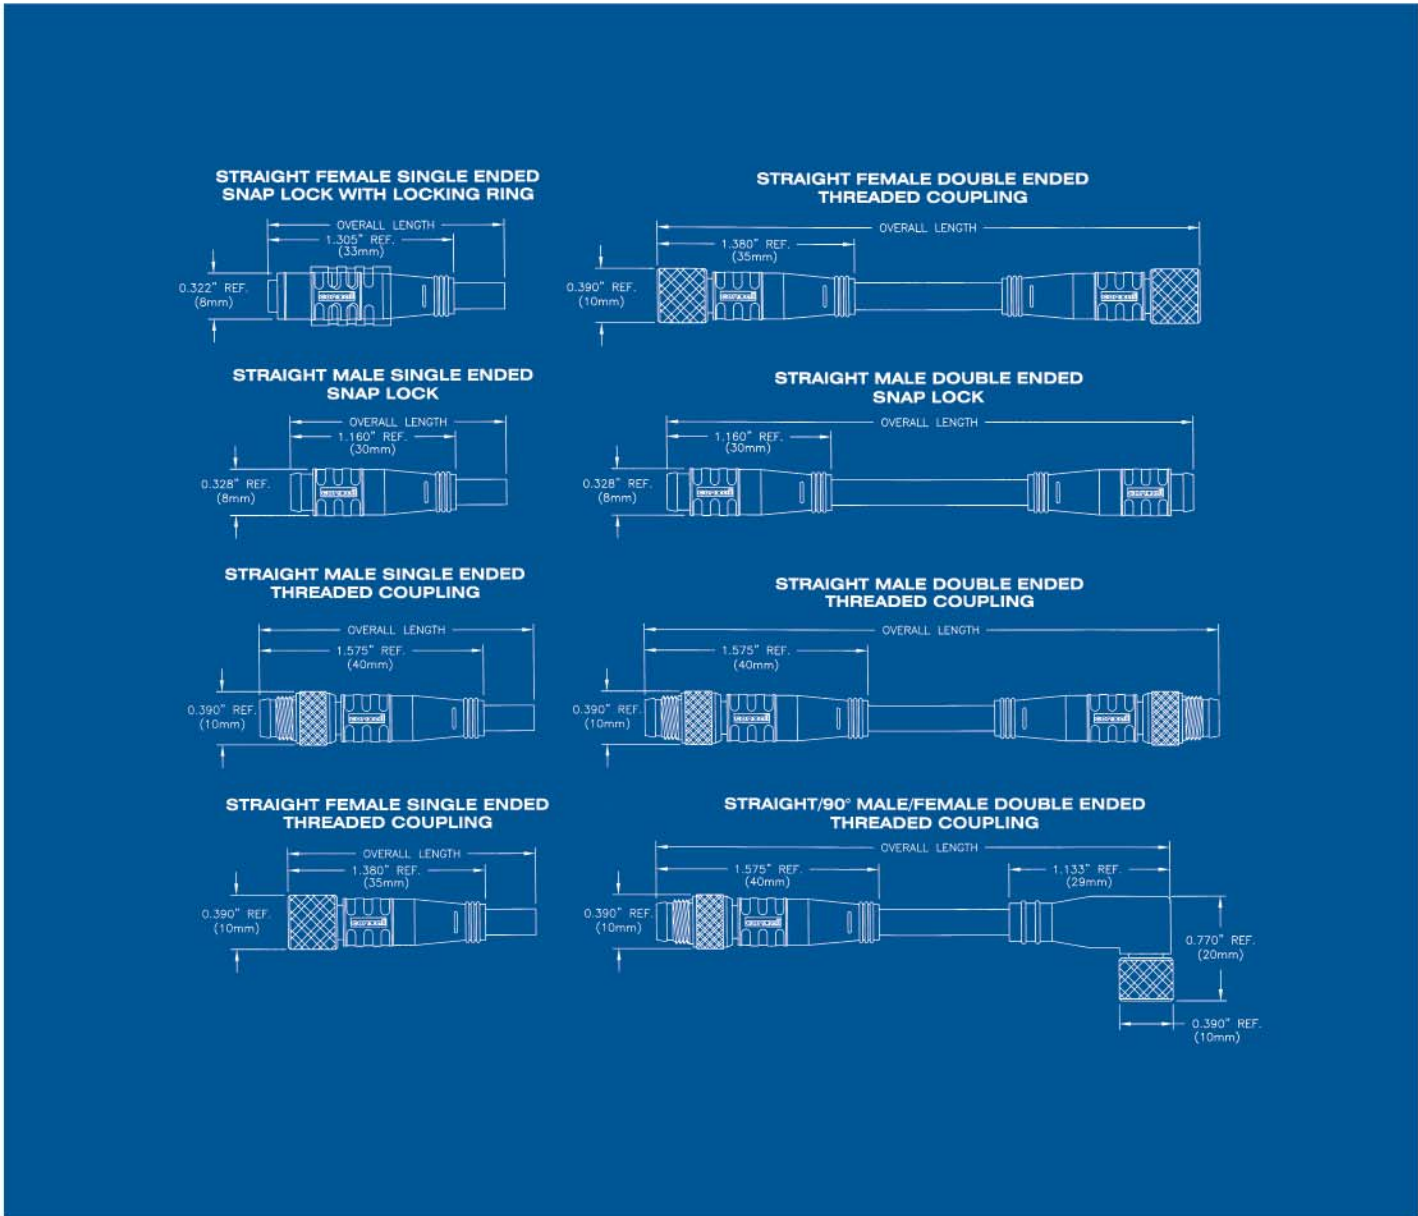 STRAIGHT FEMALE SINGLE ENDED
SNAP LOCK WITH LOCKING RING
OVERALL LENGTH
1.305" REF.
(33mm)
0.322" REF.
(8mm)
STRAIGHT FEMALE DOUBLE ENDED
THREADED COUPLING
OVERALL LENGTH
1.380" REF.
(35mm)
0.390" REF.
(10mm)
STRAIGHT MALE SINGLE ENDED
SNAP LOCK
OVERALL LENGTH
1.160" REF.
(30mm)
0.328" REF.
(8mm)
STRAIGHT MALE DOUBLE ENDED
SNAP LOCK
OVERALL LENGTH
1.160" REF.
(30mm)
0.328" REF.
(8mm)
STRAIGHT MALE SINGLE ENDED
THREADED COUPLING
OVERALL LENGTH
1.575" REF.
(40mm)
0.390" REF.
(10mm)
STRAIGHT MALE DOUBLE ENDED
THREADED COUPLING
OVERALL LENGTH
1.575" REF.
(40mm)
0.390" REF.
(10mm)
STRAIGHT FEMALE SINGLE ENDED
THREADED COUPLING
OVERALL LENGTH
1.380" REF.
(35mm)
0.390" REF.
(10mm)
STRAIGHT/90° MALE/FEMALE DOUBLE ENDED
THREADED COUPLING
OVERALL LENGTH
1.575" REF.
(40mm)
1.133" REF.
(29mm)
0.390" REF.
(10mm)
0.770" REF.
(20mm)
0.390" REF.
(10mm)